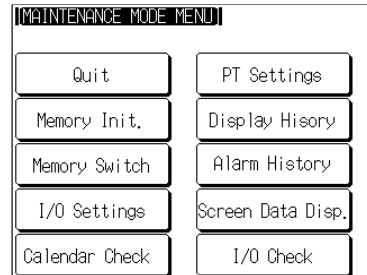 [MAINTENANCE MODE MENU]
Quit
PT Settings
Memory Init.
Display Hisory
Memory Switch
Alarm History
I/O Settings
Screen Data Disp.
Calendar Check
I/O Check